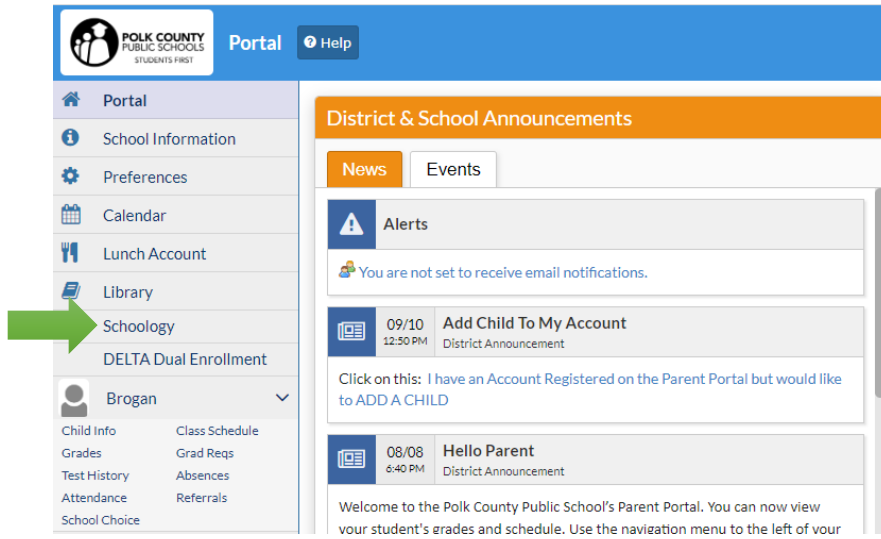 POLK COUNTY
PUBLIC SCHOOLS
STUDENTS FIRST
Portal
Help
Portal
School Information
Preferences
Calendar
Lunch Account
Library
Schoology
DELTA Dual Enrollment
Brogan
Child Info Class Schedule
Grades Grad Reqs
Test History Absences
Attendance Referrals
School Choice
District & School Announcements
News Events
Alerts
You are not set to receive email notifications.
09/10 Add Child To My Account
12:50 PM District Announcement
Click on this: I have an Account Registered on the Parent Portal but would like
to ADD A CHILD
08/08 Hello Parent
6:40 PM District Announcement
Welcome to the Polk County Public School's Parent Portal. You can now view
your student's grades and schedule. Use the navigation menu to the left of your